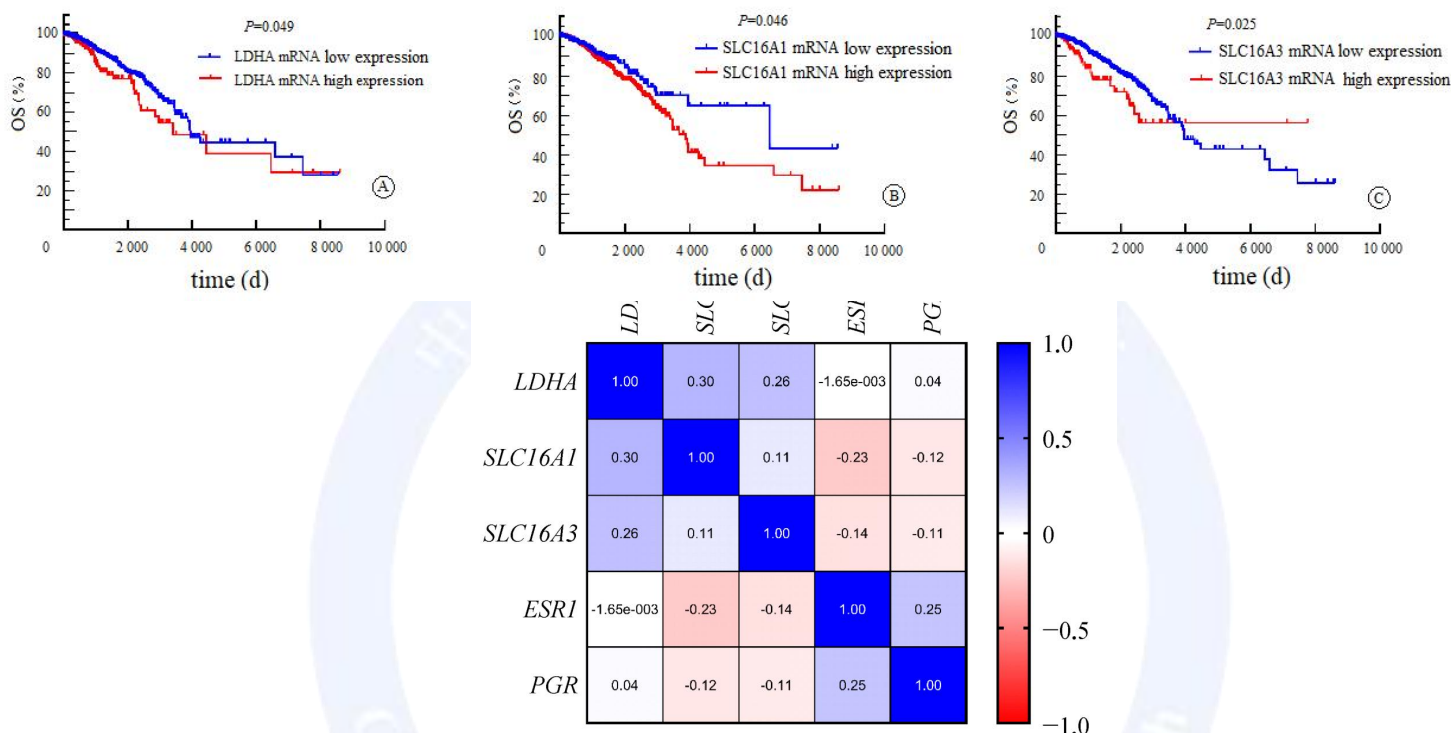 P=0.049
LDHA mRNA low expression
LDHA mRNA high expression
OS (%)
100
80
60
40
20
0
2 000 4 000 6 000 8 000 10 000
time (d)
A
P=0.046
SLC16A1 mRNA low expression
SLC16A1 mRNA high expression
OS (%)
100
80
60
40
20
0
2 000 4 000 6 000 8 000 10 000
time (d)
B
P=0.025
SLC16A3 mRNA low expression
SLC16A3 mRNA high expression
OS (%)
100
80
60
40
20
0
2 000 4 000 6 000 8 000 10 000
time (d)
C
LDHA 1.00 0.30 0.26 -1.65e-003 0.04
SLC16A1 0.30 1.00 0.11 -0.23 -0.12
SLC16A3 0.26 0.11 1.00 -0.14 -0.11
ESR1 -1.65e-003 -0.23 -0.14 1.00 0.25
PGR 0.04 -0.12 -0.11 0.25 1.00
1.0
0.5
0
−0.5
−1.0